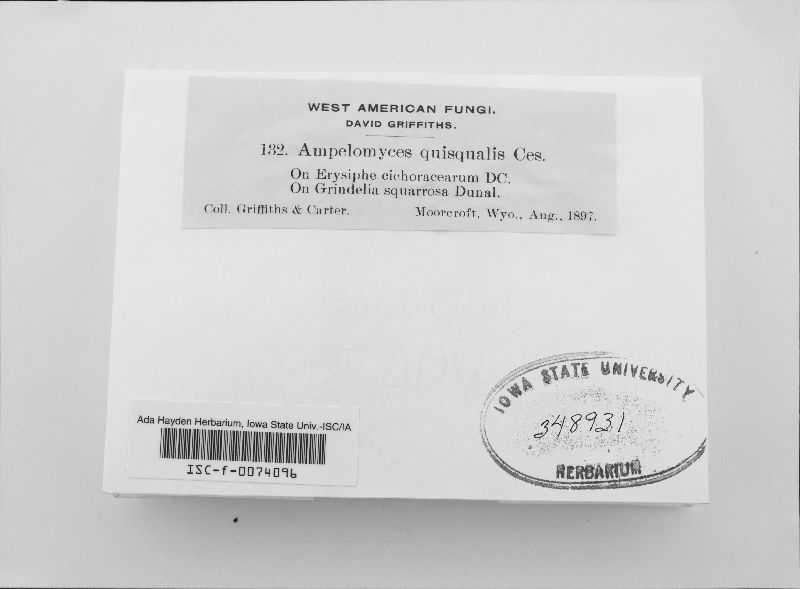 WEST AMERICAN FUNGI.
DAVID GRIFFITHS.
132. Ampelomyces quisqualis Ces.
On Erysiphe cichoracearum DC.
On Grindelia squarrosa Dunal.
Coll. Griffiths & Carter. Moorcroft, Wyo., Aug., 1897.
IOWA STATE UNIVERSITY
348931
HERBARIUM
Ada Hayden Herbarium, Iowa State Univ.-ISC/IA
ISC-f-0074096